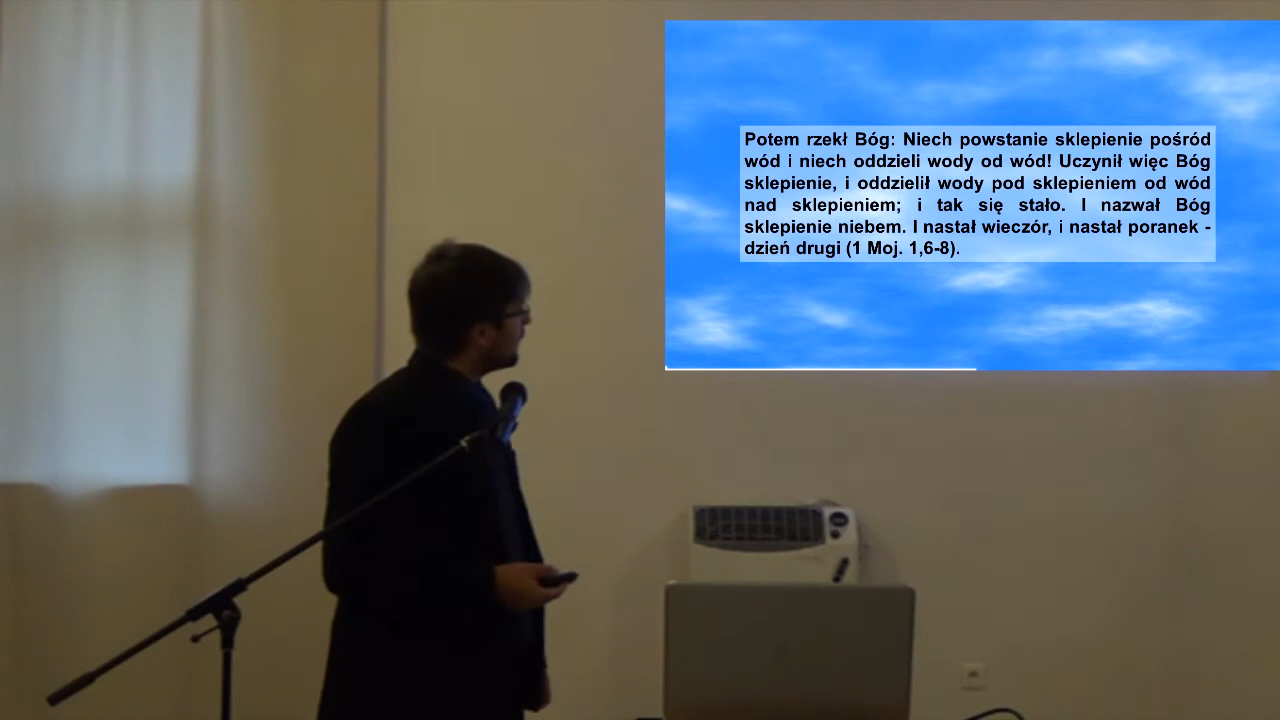 Potem rzekł Bóg: Niech powstanie sklepienie pośród
wód i niech oddzieli wody od wód! Uczynił więc Bóg
sklepienie, i oddzielił wody pod sklepieniem od wód
nad sklepieniem; i tak się stało. I nazwał Bóg
sklepienie niebem. I nastał wieczór, i nastał poranek -
dzień drugi (1 Moj. 1,6-8).